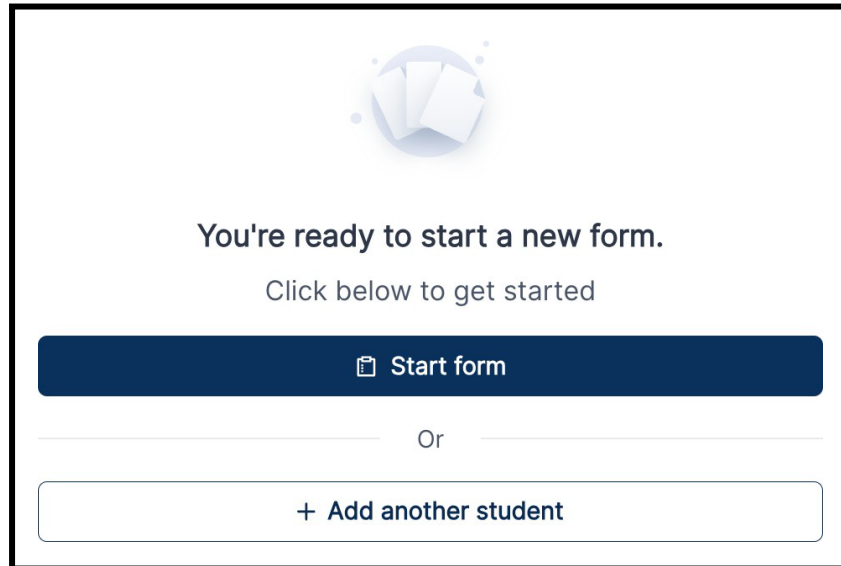 You're ready to start a new form.
Click below to get started
Start form
Or
+ Add another student